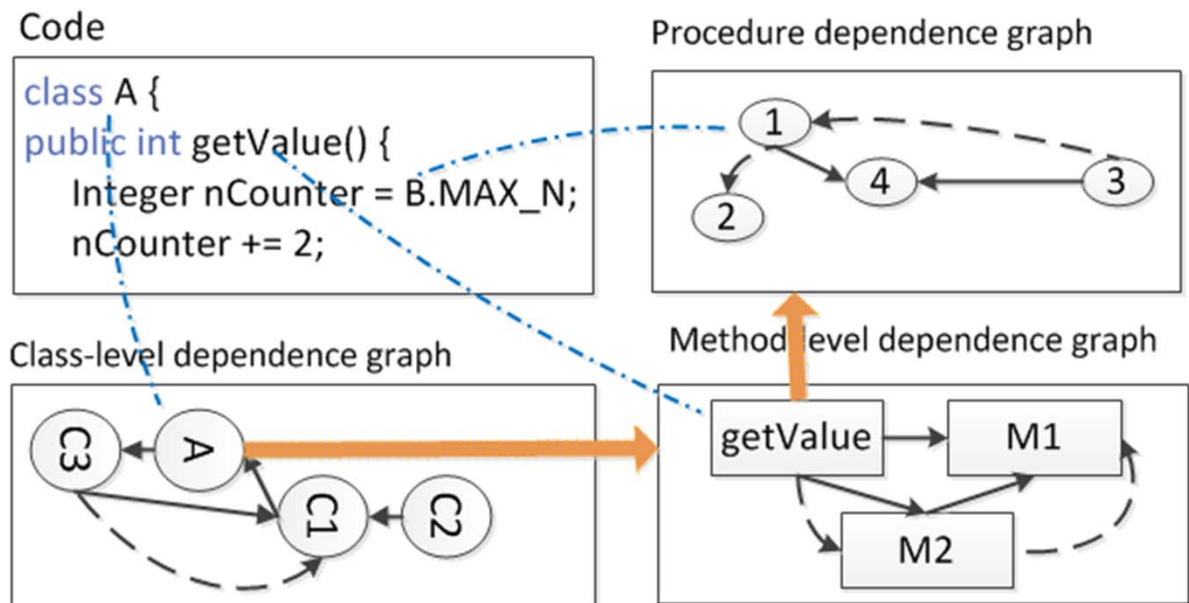 Code
class A {
public int getValue() {
Integer nCounter = B.MAX_N;
nCounter += 2;
Procedure dependence graph
1
4
3
2
Class-level dependence graph
C3
A
C1
C2
Method level dependence graph
getValue
M1
M2